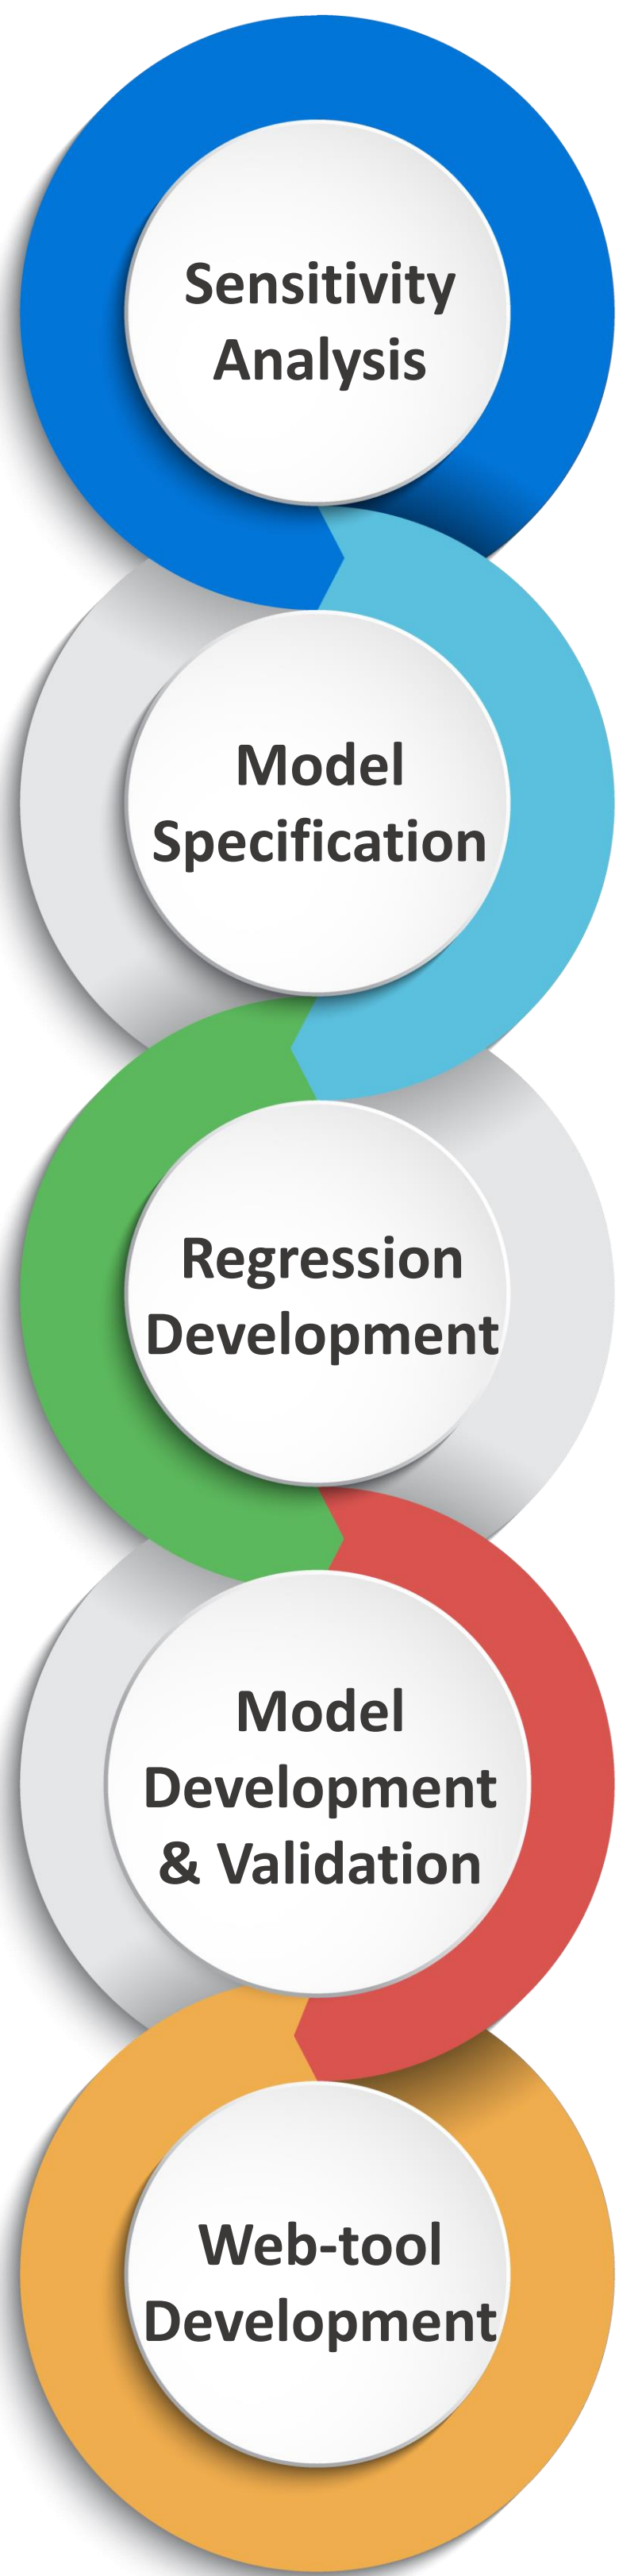 Sensitivity
Analysis
Model
Specification
Regression
Development
Model
Development
& Validation
Web-tool
Development